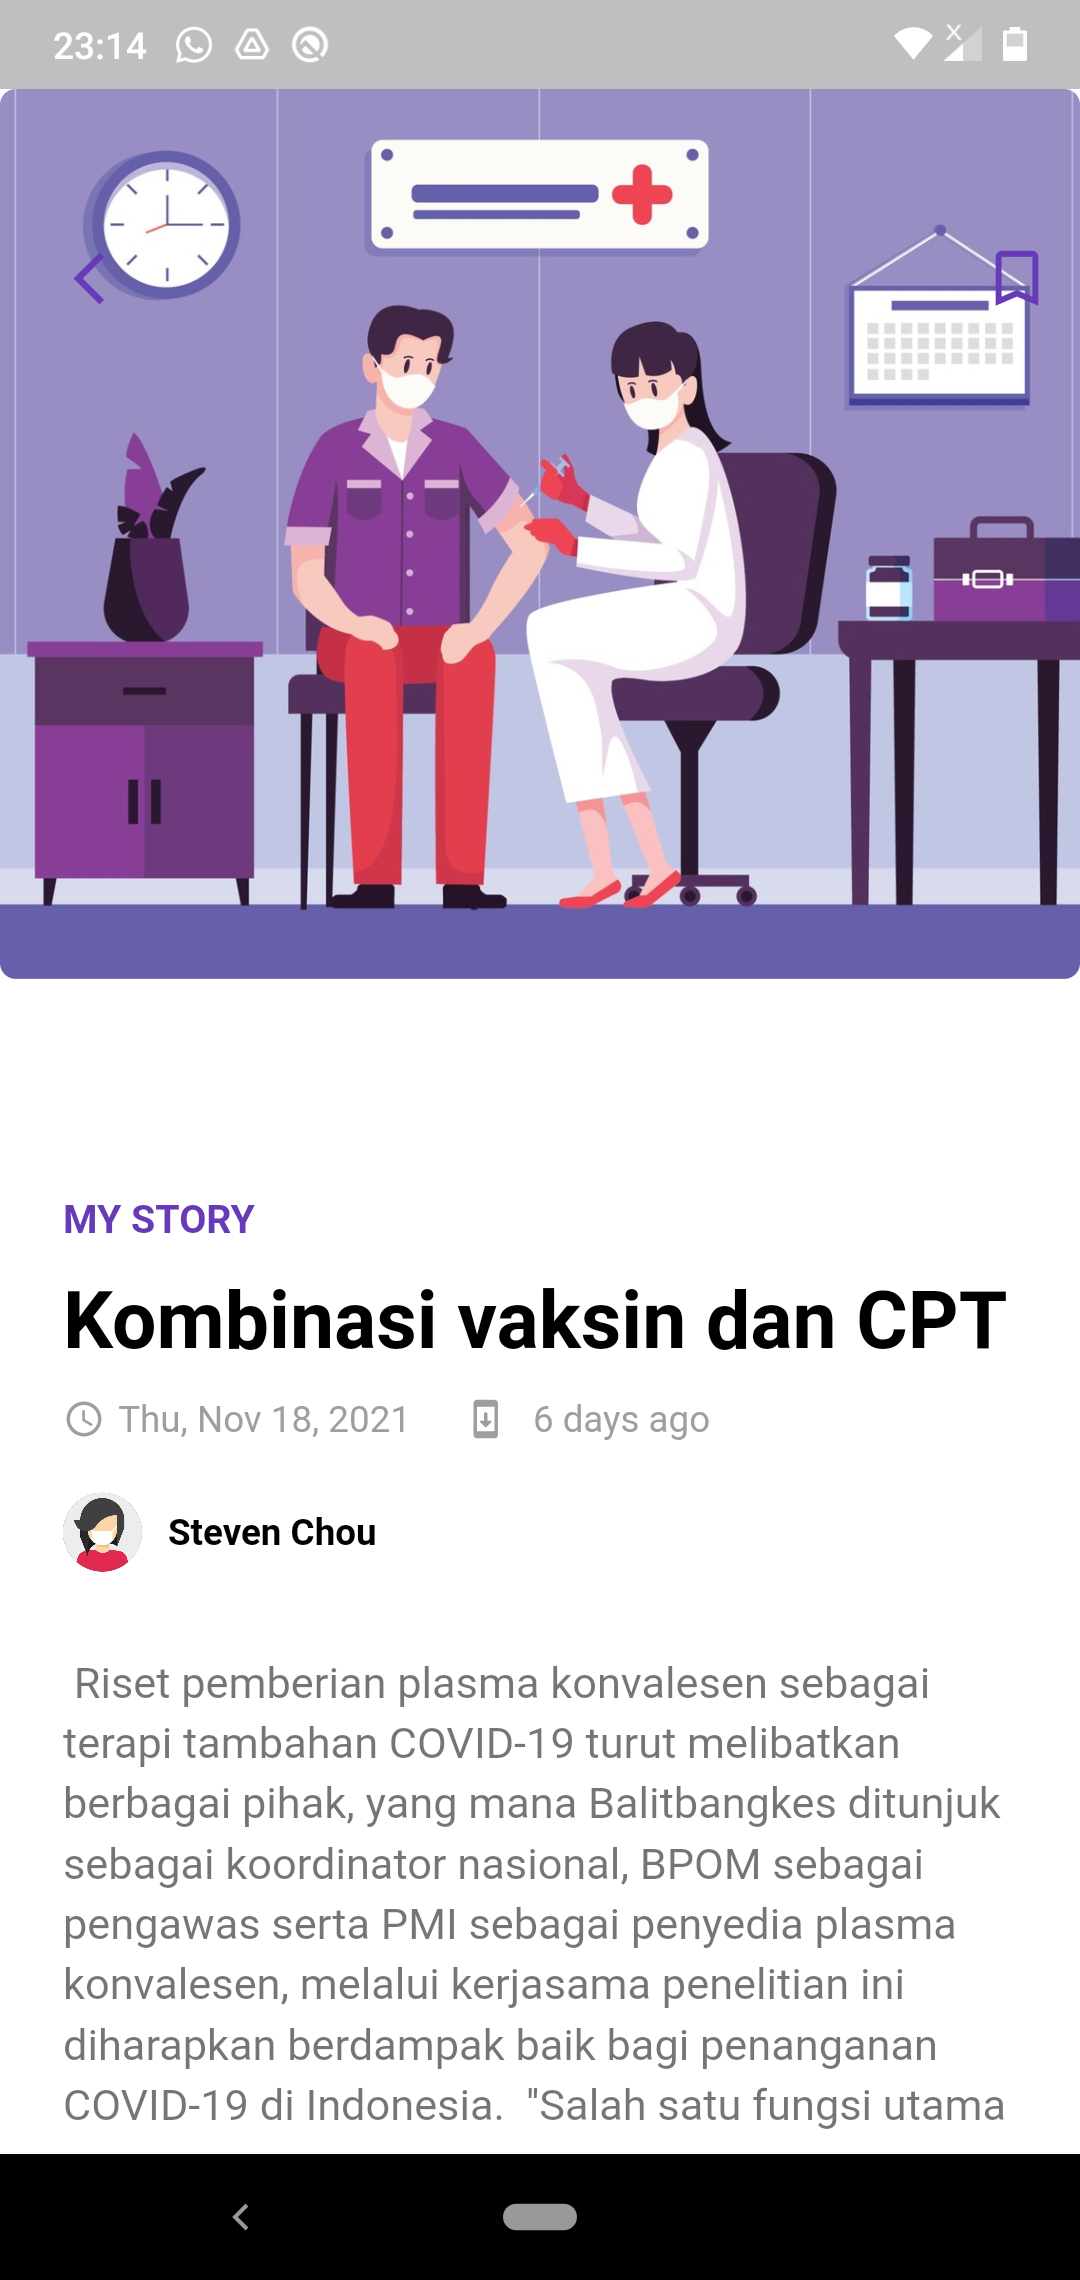 23:14
MY STORY
Kombinasi vaksin dan CPT
Thu, Nov 18, 2021 6 days ago
Steven Chou
Riset pemberian plasma konvalesen sebagai
terapi tambahan COVID-19 turut melibatkan
berbagai pihak, yang mana Balitbangkes ditunjuk
sebagai koordinator nasional, BPOM sebagai
pengawas serta PMI sebagai penyedia plasma
konvalesen, melalui kerjasama penelitian ini
diharapkan berdampak baik bagi penanganan
COVID-19 di Indonesia.  "Salah satu fungsi utama